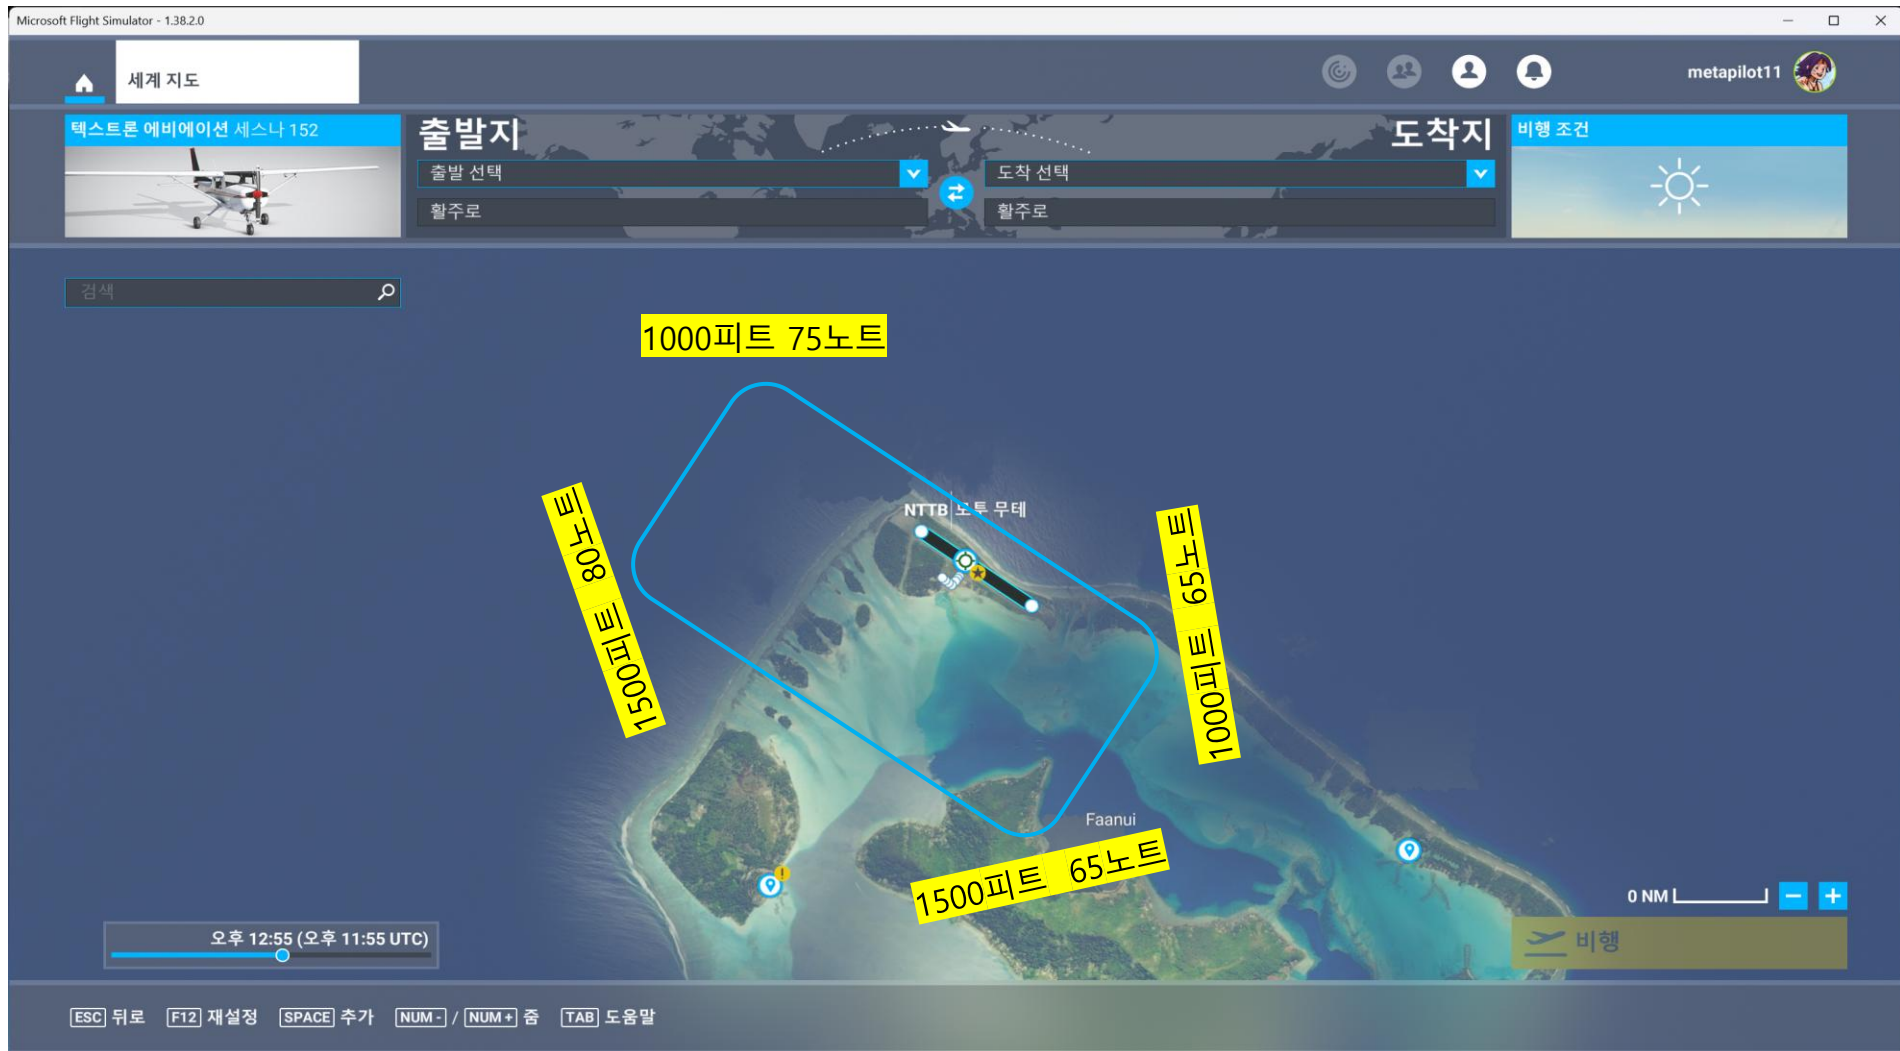 Microsoft Flight Simulator - 1.38.2.0
세계 지도
metapilot11
텍스트론 에비에이션 세스나 152
출발지
도착지
비행 조건
출발 선택
도착 선택
활주로
활주로
검색
1000피트 75노트
NTTB 모투 무테
1500피트 80노트
1000피트 65노트
Faanui
1500피트 65노트
0 NM
오후 12:55 (오후 11:55 UTC)
비행
ESC 뒤로 F12 재설정 SPACE 추가 NUM - / NUM + 줌 TAB 도움말